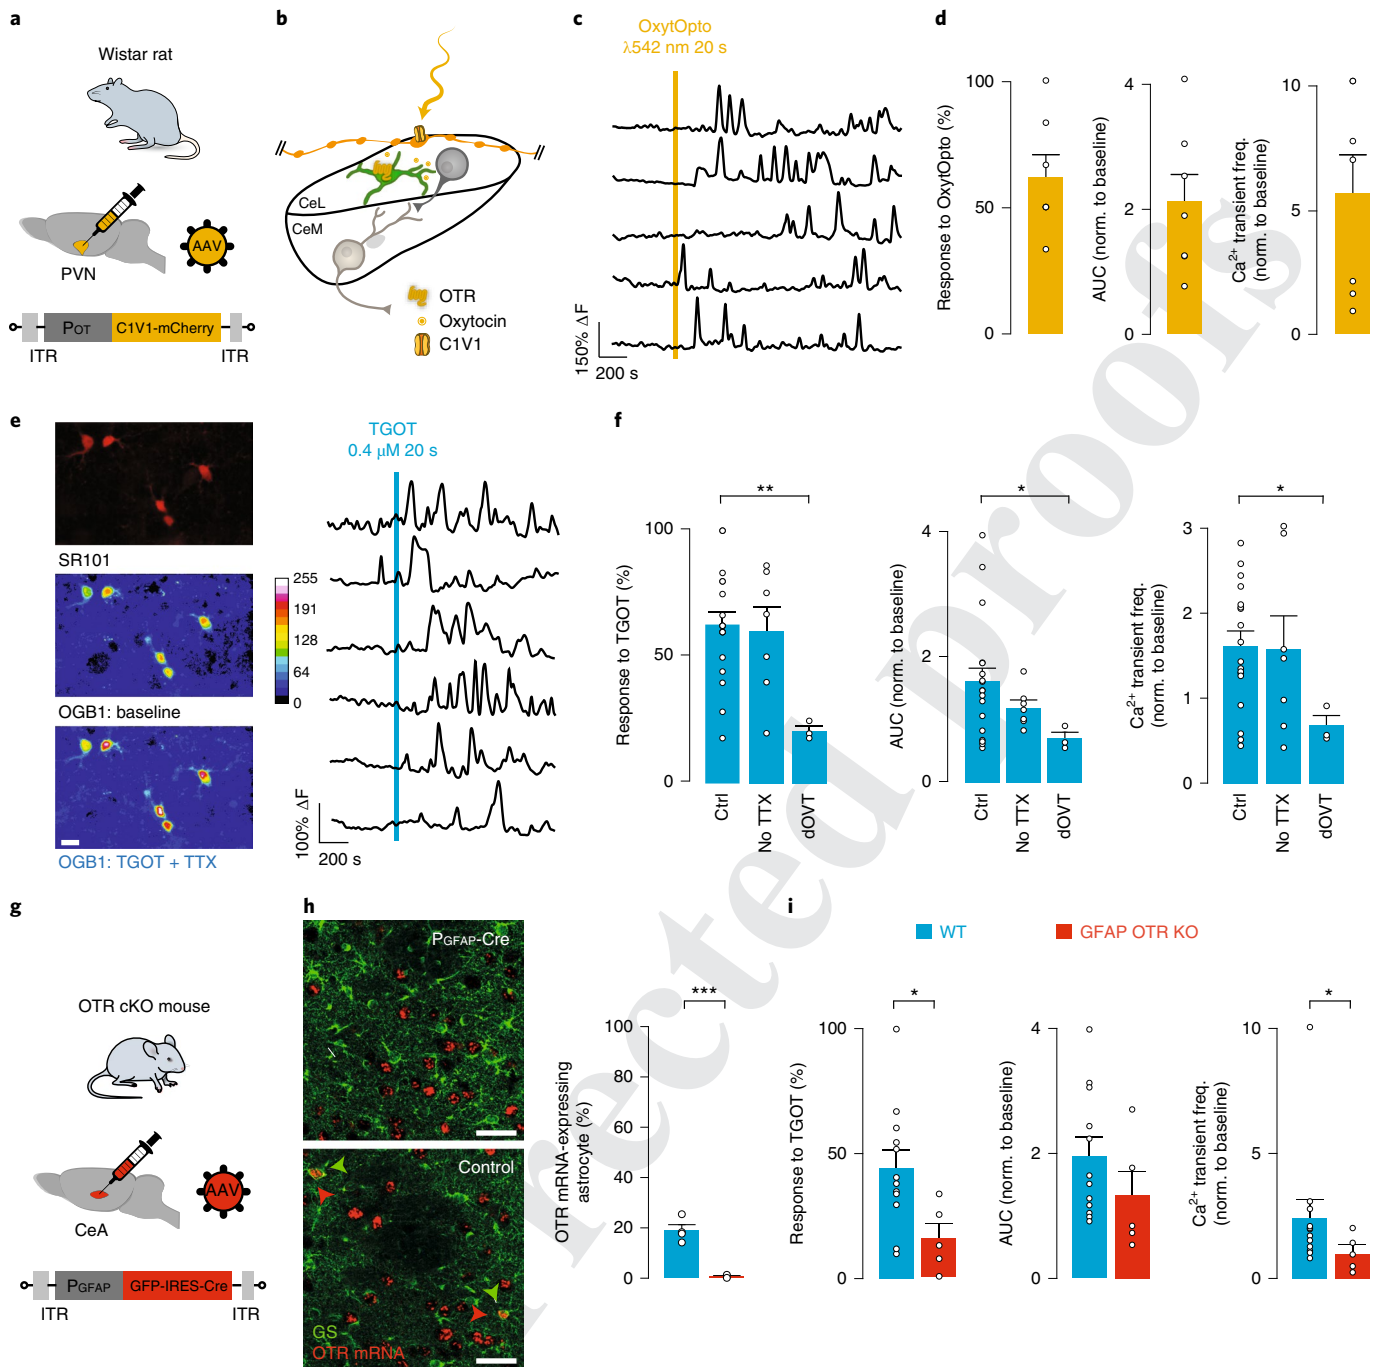 a
Wistar rat
PVN
AAV
POT
C1V1-mCherry
ITR
ITR
b
CeL
CeM
OTR
Oxytocin
C1V1
c
OxytOpto
λ542 nm 20 s
150% ΔF
200 s
d
Response to OxytOpto (%)
100
50
0
AUC (norm. to baseline)
4
2
0
Ca2+ transient freq.
(norm. to baseline)
10
5
0
e
SR101
OGB1: baseline
OGB1: TGOT + TTX
255
191
128
64
0
TGOT
0.4 μM 20 s
100% ΔF
200 s
f
Response to TGOT (%)
100
50
0
**
Ctrl
No TTX
dOVT
AUC (norm. to baseline)
4
2
0
*
Ctrl
No TTX
dOVT
Ca2+ transient freq.
(norm. to baseline)
3
2
1
0
*
Ctrl
No TTX
dOVT
g
OTR cKO mouse
CeA
AAV
PGFAP
GFP-IRES-Cre
ITR
ITR
h
PGFAP-Cre
Control
GS
OTR mRNA
OTR mRNA-expressing
astrocyte (%)
100
80
60
40
20
0
***
i
WT
GFAP OTR KO
Response to TGOT (%)
100
50
0
*
AUC (norm. to baseline)
4
2
0
Ca2+ transient freq.
(norm. to baseline)
10
5
0
*
rrected proofs